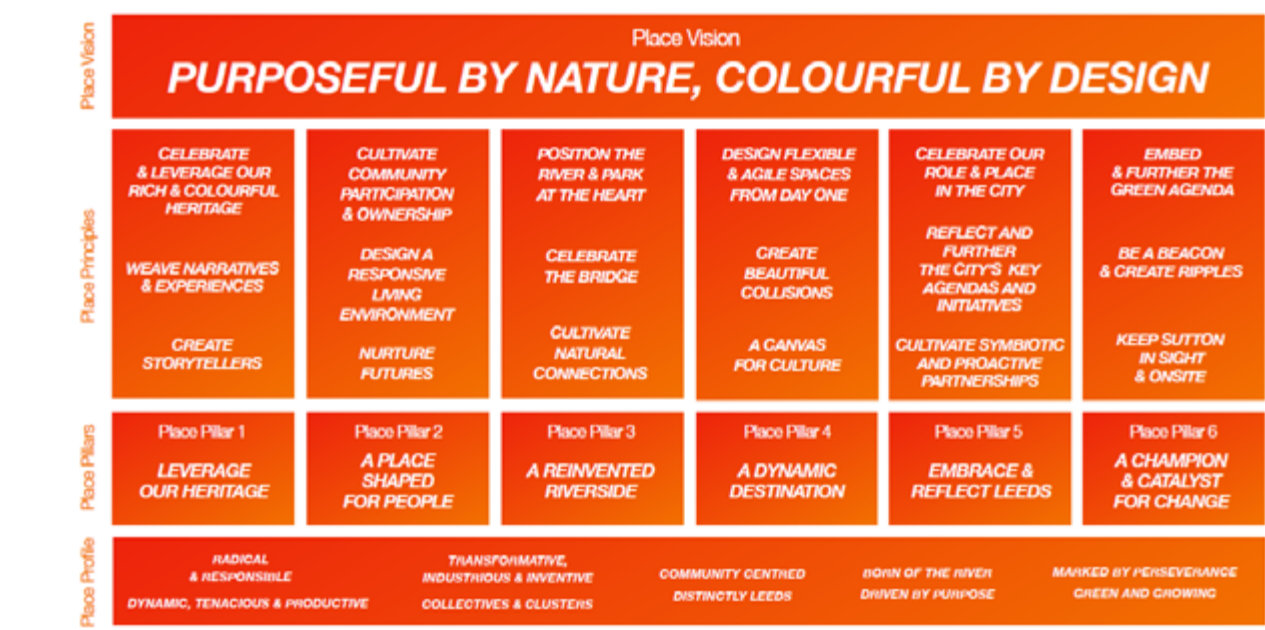 Place Vision
Place Vision
PURPOSEFUL BY NATURE, COLOURFUL BY DESIGN
Place Principles
CELEBRATE
& LEVERAGE OUR
RICH & COLOURFUL
HERITAGE
WEAVE NARRATIVES
& EXPERIENCES
CREATE
STORYTELLERS
CULTIVATE
COMMUNITY
PARTICIPATION
& OWNERSHIP
DESIGN A
RESPONSIVE
LIVING
ENVIRONMENT
NURTURE
FUTURES
POSITION THE
RIVER & PARK
AT THE HEART
CELEBRATE
THE BRIDGE
CULTIVATE
NATURAL
CONNECTIONS
DESIGN FLEXIBLE
& AGILE SPACES
FROM DAY ONE
CREATE
BEAUTIFUL
COLLISIONS
A CANVAS
FOR CULTURE
CELEBRATE OUR
ROLE & PLACE
IN THE CITY
REFLECT AND
FURTHER
THE CITY'S KEY
AGENDAS AND
INITIATIVES
CULTIVATE SYMBIOTIC
AND PROACTIVE
PARTNERSHIPS
EMBED
& FURTHER THE
GREEN AGENDA
BE A BEACON
& CREATE RIPPLES
KEEP SUTTON
IN SIGHT
& ONSITE
Place Pillars
Place Pillar 1
LEVERAGE
OUR HERITAGE
Place Pillar 2
A PLACE
SHAPED
FOR PEOPLE
Place Pillar 3
A REINVENTED
RIVERSIDE
Place Pillar 4
A DYNAMIC
DESTINATION
Place Pillar 5
EMBRACE &
REFLECT LEEDS
Place Pillar 6
A CHAMPION
& CATALYST
FOR CHANGE
Place Profile
RADICAL
& RESPONSIBLE
DYNAMIC, TENACIOUS & PRODUCTIVE
TRANSFORMATIVE,
INDUSTRIOUS & INVENTIVE
COLLECTIVES & CLUSTERS
COMMUNITY CENTRED
DISTINCTLY LEEDS
BORN OF THE RIVER
DRIVEN BY PURPOSE
MARKED BY PERSEVERANCE
GREEN AND GROWING